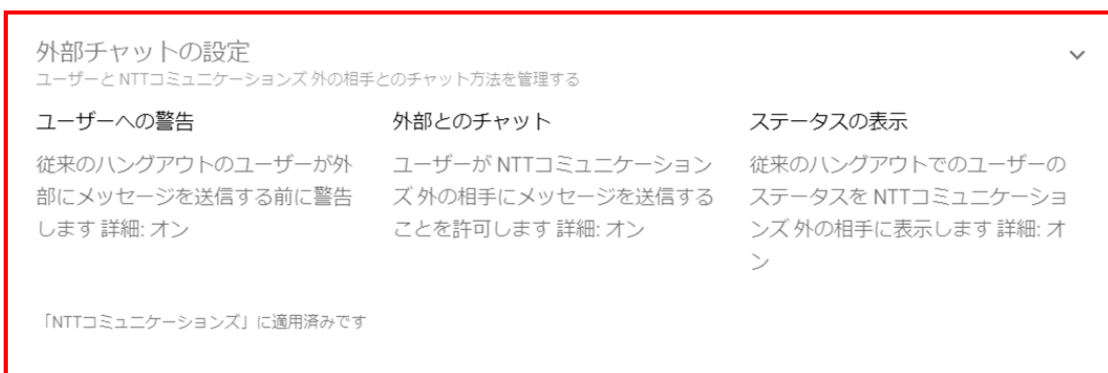 外部チャットの設定
ユーザーと NTTコミュニケーションズ 外の相手とのチャット方法を管理する
ユーザーへの警告
従来のハングアウトのユーザーが外
部にメッセージを送信する前に警告
します 詳細: オン
外部とのチャット
ユーザーが NTTコミュニケーション
ズ 外の相手にメッセージを送信する
ことを許可します 詳細: オン
ステータスの表示
従来のハングアウトでのユーザーの
ステータスを NTTコミュニケーショ
ンズ 外の相手に表示します 詳細: オ
ン
「NTTコミュニケーションズ」に適用済みです